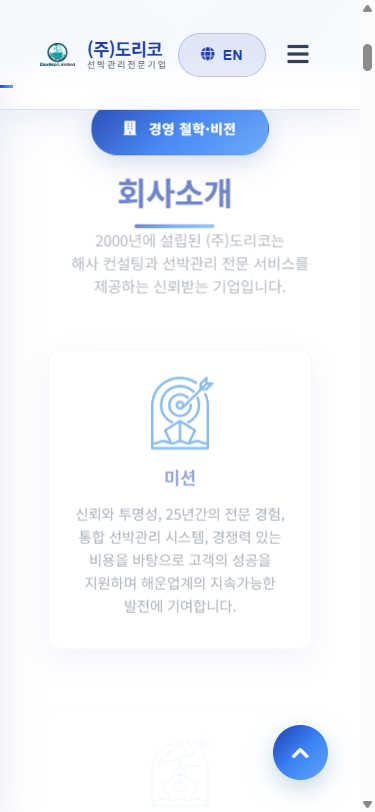 (주)도리코
선박관리전문기업
EN
경영 철학·비전
회사소개
2000년에 설립된 (주)도리코는
해사 컨설팅과 선박관리 전문 서비스를
제공하는 신뢰받는 기업입니다.
미션
신뢰와 투명성, 25년간의 전문 경험,
통합 선박관리 시스템, 경쟁력 있는
비용을 바탕으로 고객의 성공을
지원하며 해운업계의 지속가능한
발전에 기여합니다.